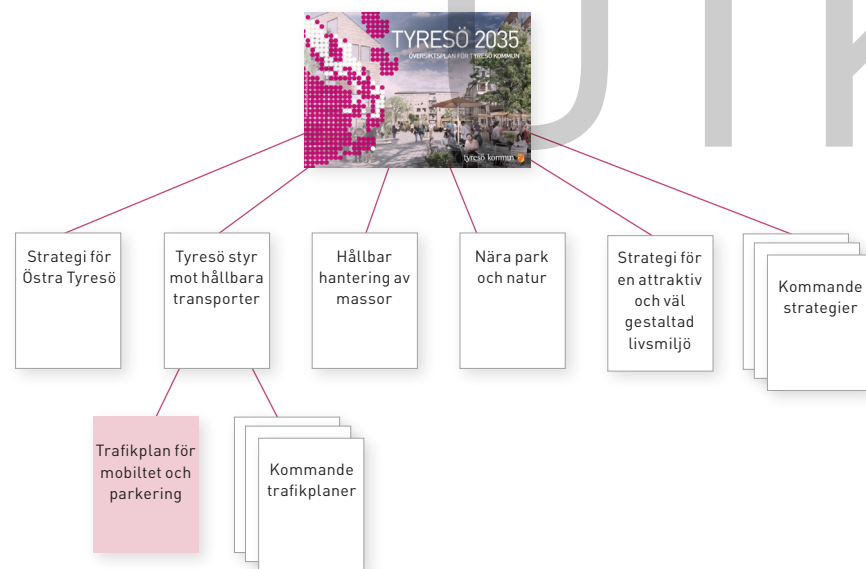 UTK
TYRESÖ 2035
ÖVERSIKTSPLAN FÖR TYRESÖ KOMMUN
tyresö kommun
Strategi för
Östra Tyresö
Tyresö styr
mot hållbara
transporter
Hållbar
hantering av
massor
Nära park
och natur
Strategi för
en attraktiv
och väl
gestaltad
livsmiljö
Kommande
strategier
Trafikplan för
mobiltet och
parkering
Kommande
trafikplaner